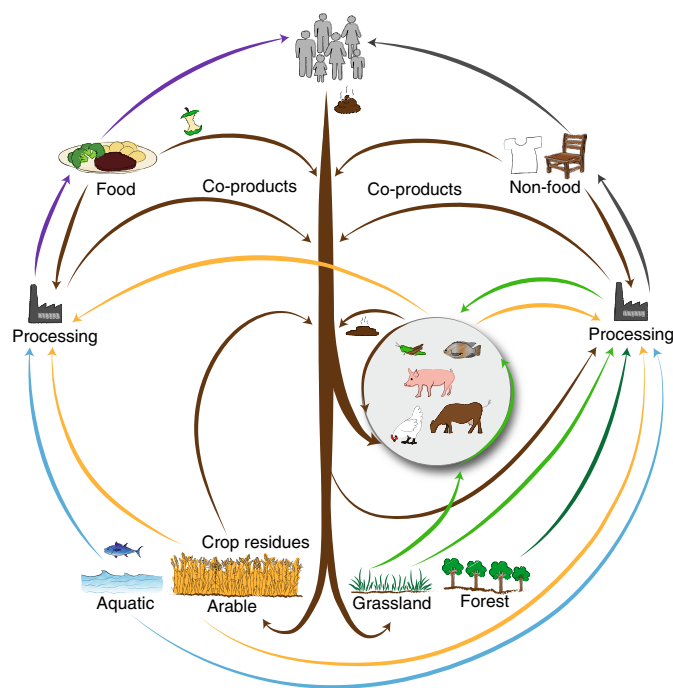 Food
Co-products
Co-products
Non-food
Processing
Processing
Crop residues
Aquatic
Arable
Grassland
Forest